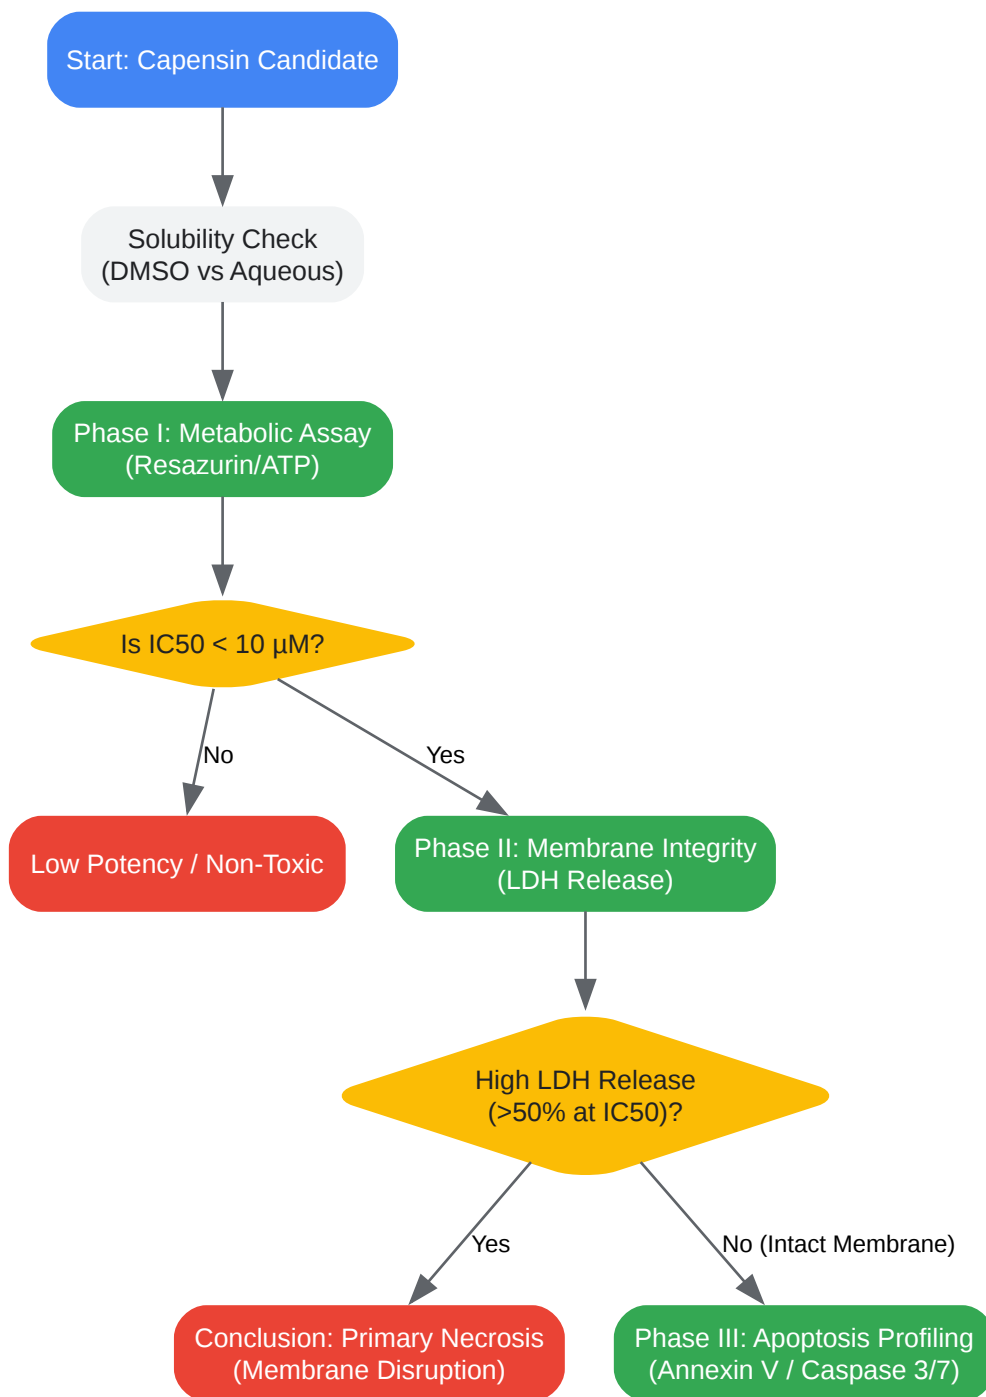 Start: Capensin Candidate
Solubility Check
(DMSO vs Aqueous)
Phase I: Metabolic Assay
(Resazurin/ATP)
Is IC50 < 10 µM?
No
Yes
Low Potency / Non-Toxic
Phase II: Membrane Integrity
(LDH Release)
High LDH Release
(>50% at IC50)?
Yes
No (Intact Membrane)
Conclusion: Primary Necrosis
(Membrane Disruption)
Phase III: Apoptosis Profiling
(Annexin V / Caspase 3/7)